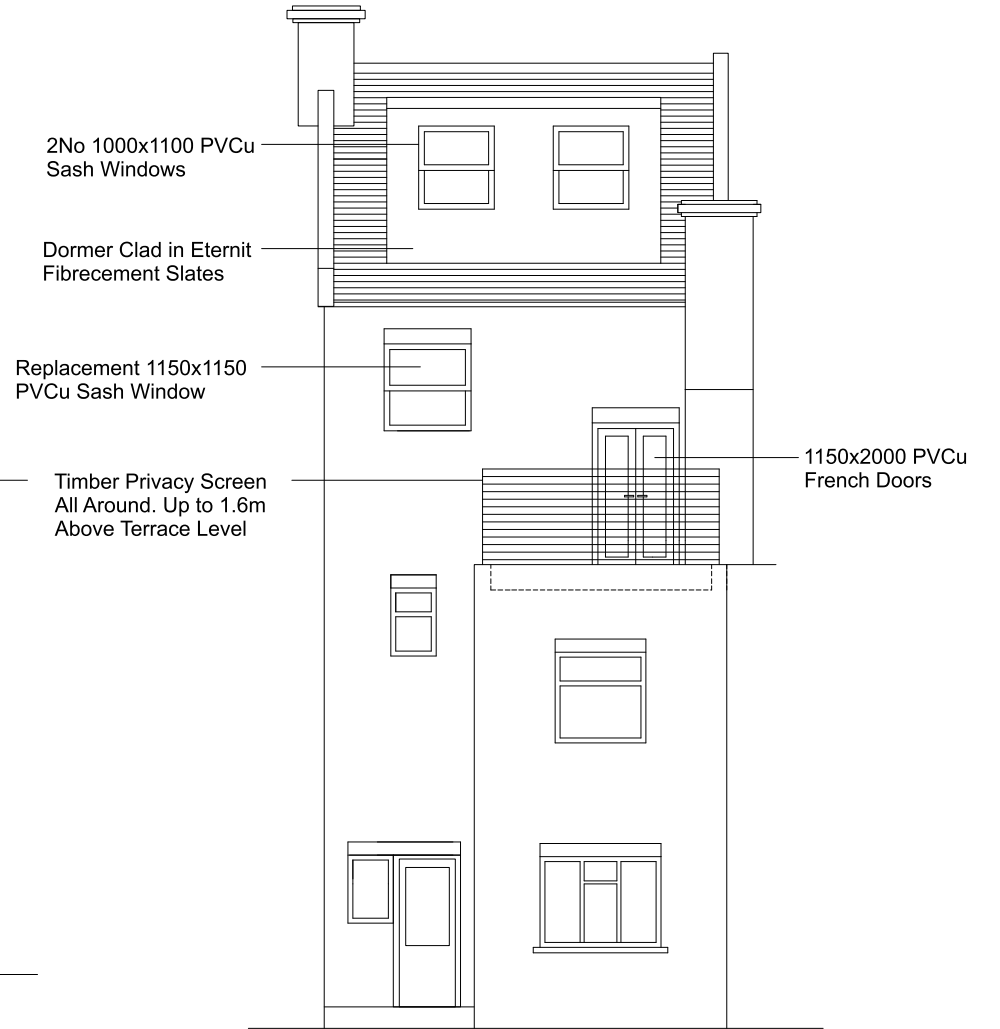 2No 1000x1100 PVCu
Sash Windows
Dormer Clad in Eternit
Fibrecement Slates
Replacement 1150x1150
PVCu Sash Window
1150x2000 PVCu
French Doors
Timber Privacy Screen
All Around. Up to 1.6m
Above Terrace Level